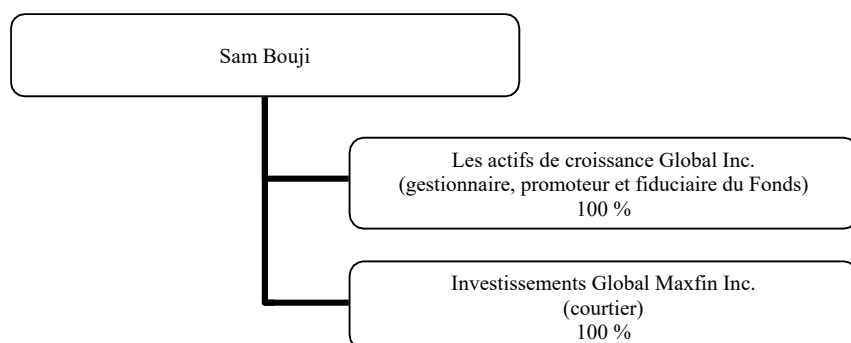 Sam Bouji
Les actifs de croissance Global Inc.
(gestionnaire, promoteur et fiduciaire du Fonds)
100 %
Investissements Global Maxfin Inc.
(courtier)
100 %